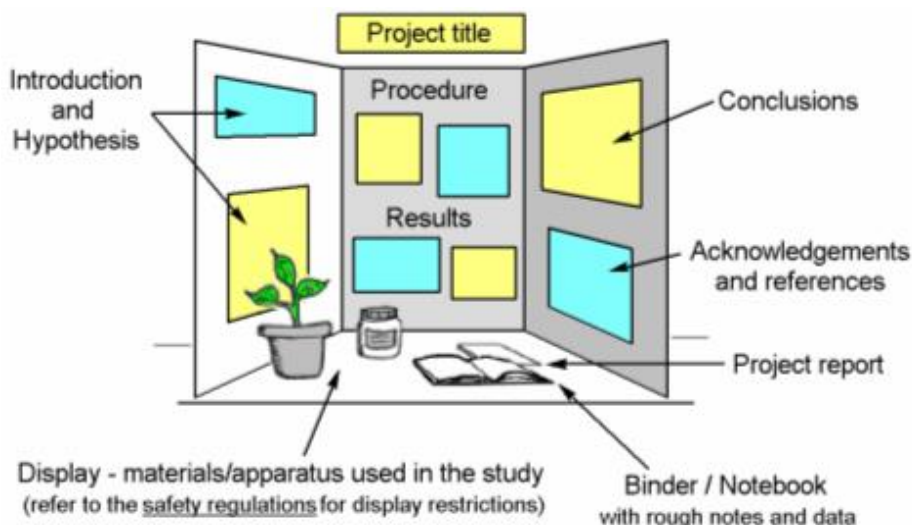 Project title
Introduction
and
Hypothesis
Procedure
Results
Conclusions
Acknowledgements
and references
Project report
Display - materials/apparatus used in the study
(refer to the safety regulations for display restrictions)
Binder / Notebook
with rough notes and data